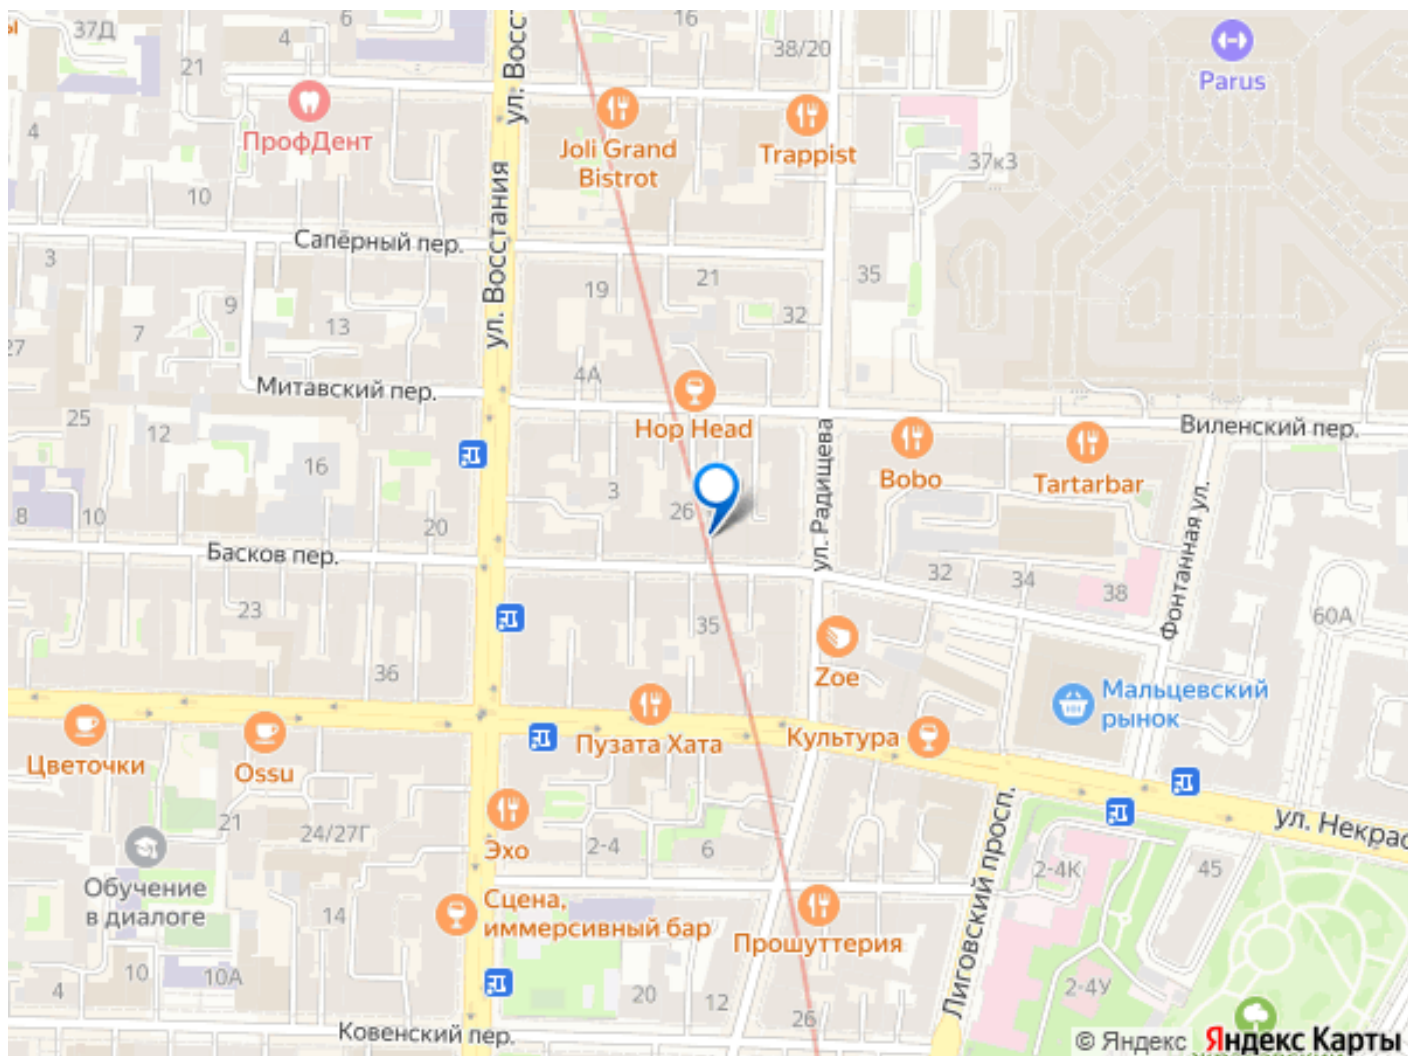 37Д
6
4
21
16
38/20
ул. Восст
Parus
ПрофДент
Joli Grand
Bistrot
Trappist
37к3
4
10
ул. Восстания
Сапёрный пер.
3
9
7
13
27
19
21
32
35
4А
Митавский пер.
Hop Head
Виленский пер.
25
12
16
8
10
20
3
26
ул. Радищева
Bobo
Tartarbar
Фонтанная ул.
Басков пер.
23
36
35
32
34
38
60А
Zoe
Мальцевский
рынок
Пузата Хата
Культура
Цветочки
Ossu
21
24/27Г
Эхо
2-4
6
Лиговский просп.
2-4К
45
ул. Некрас
Обучение
в диалоге
14
Сцена,
иммерсивный бар
Прошуттерия
10
10А
4
20
12
26
2-4У
Ковенский пер.
© Яндекс Яндекс Карты